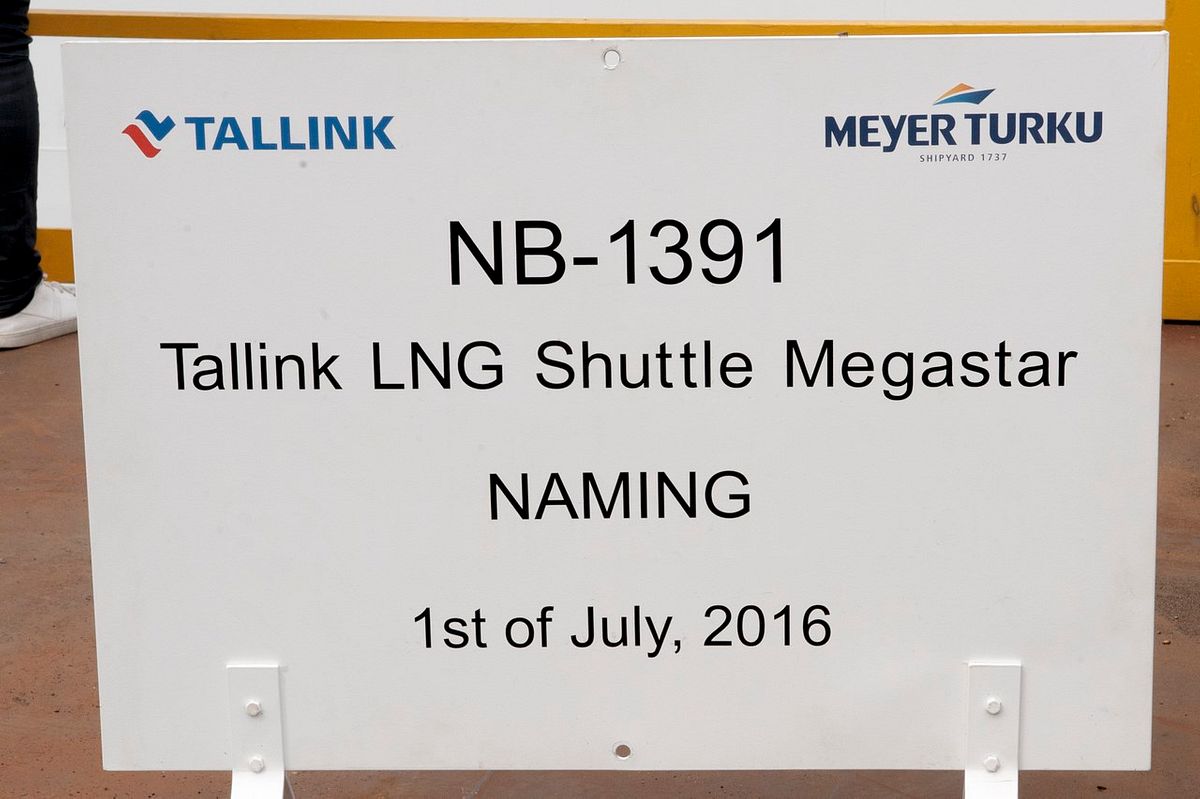 TALLINK
MEYER TURKU
SHIPYARD 1737
NB-1391
Tallink LNG Shuttle Megastar
NAMING
1st of July, 2016